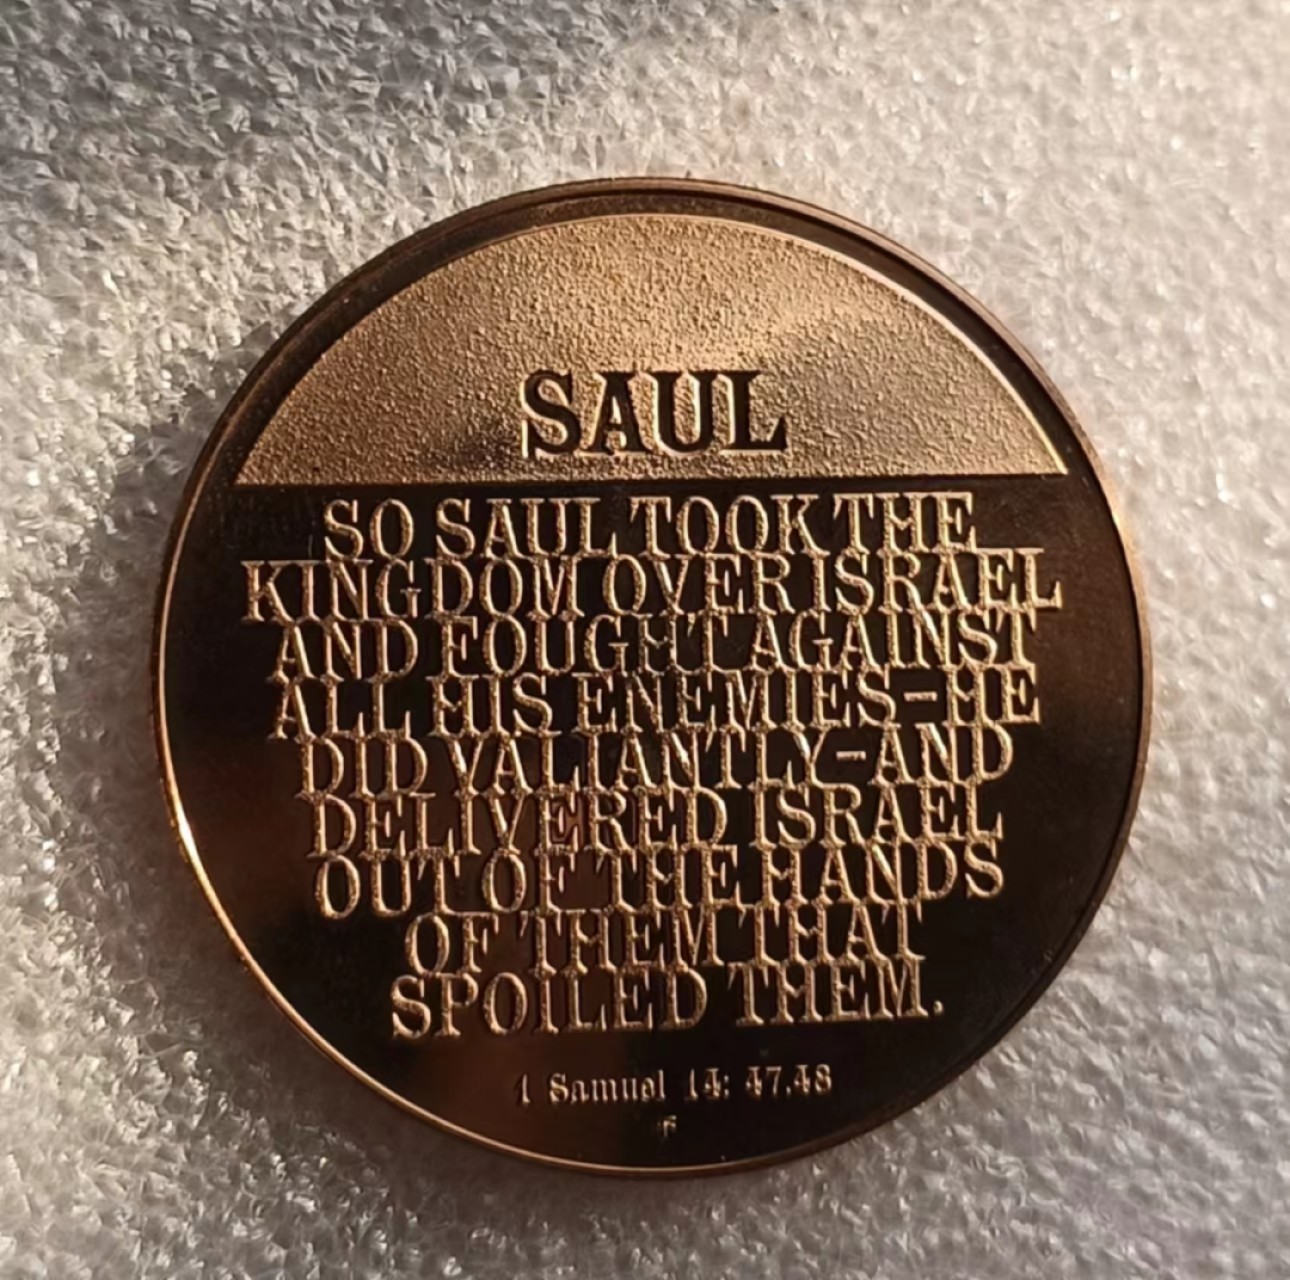 SAUL
SO SAUL TOOK THE
KINGDOM OVER ISRAEL
AND FOUGHT AGAINST
ALL HIS ENEMIES–HE
DID VALIANTLY–AND
DELIVERED ISRAEL
OUT OF THE HANDS
OF THEM THAT
SPOILED THEM.
1 Samuel 14: 47,48